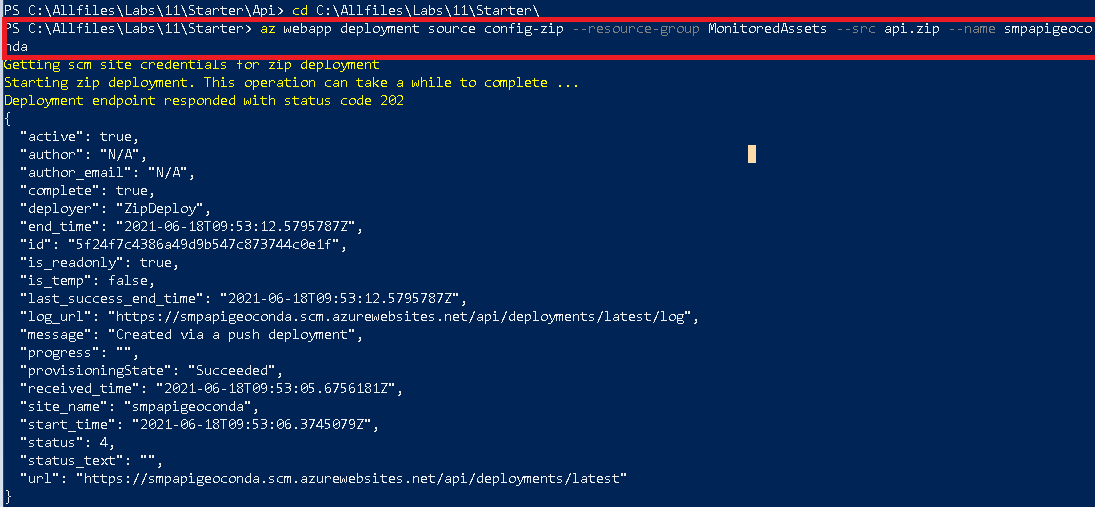 PS C:\Allfiles\Labs\11\Starter\Api> cd C:\Allfiles\Labs\11\Starter\
PS C:\Allfiles\Labs\11\Starter> az webapp deployment source config-zip --resource-group MonitoredAssets --src api.zip --name smpapigeoco
nda
Getting scm site credentials for zip deployment
Starting zip deployment. This operation can take a while to complete ...
Deployment endpoint responded with status code 202
{
  "active": true,
  "author": "N/A",
  "author_email": "N/A",
  "complete": true,
  "deployer": "ZipDeploy",
  "end_time": "2021-06-18T09:53:12.5795787Z",
  "id": "5f24f7c4386a49d9b547c873744c0e1f",
  "is_readonly": true,
  "is_temp": false,
  "last_success_end_time": "2021-06-18T09:53:12.5795787Z",
  "log_url": "https://smpapigeoconda.scm.azurewebsites.net/api/deployments/latest/log",
  "message": "Created via a push deployment",
  "progress": "",
  "provisioningState": "Succeeded",
  "received_time": "2021-06-18T09:53:05.6756181Z",
  "site_name": "smpapigeoconda",
  "start_time": "2021-06-18T09:53:06.3745079Z",
  "status": 4,
  "status_text": "",
  "url": "https://smpapigeoconda.scm.azurewebsites.net/api/deployments/latest"
}